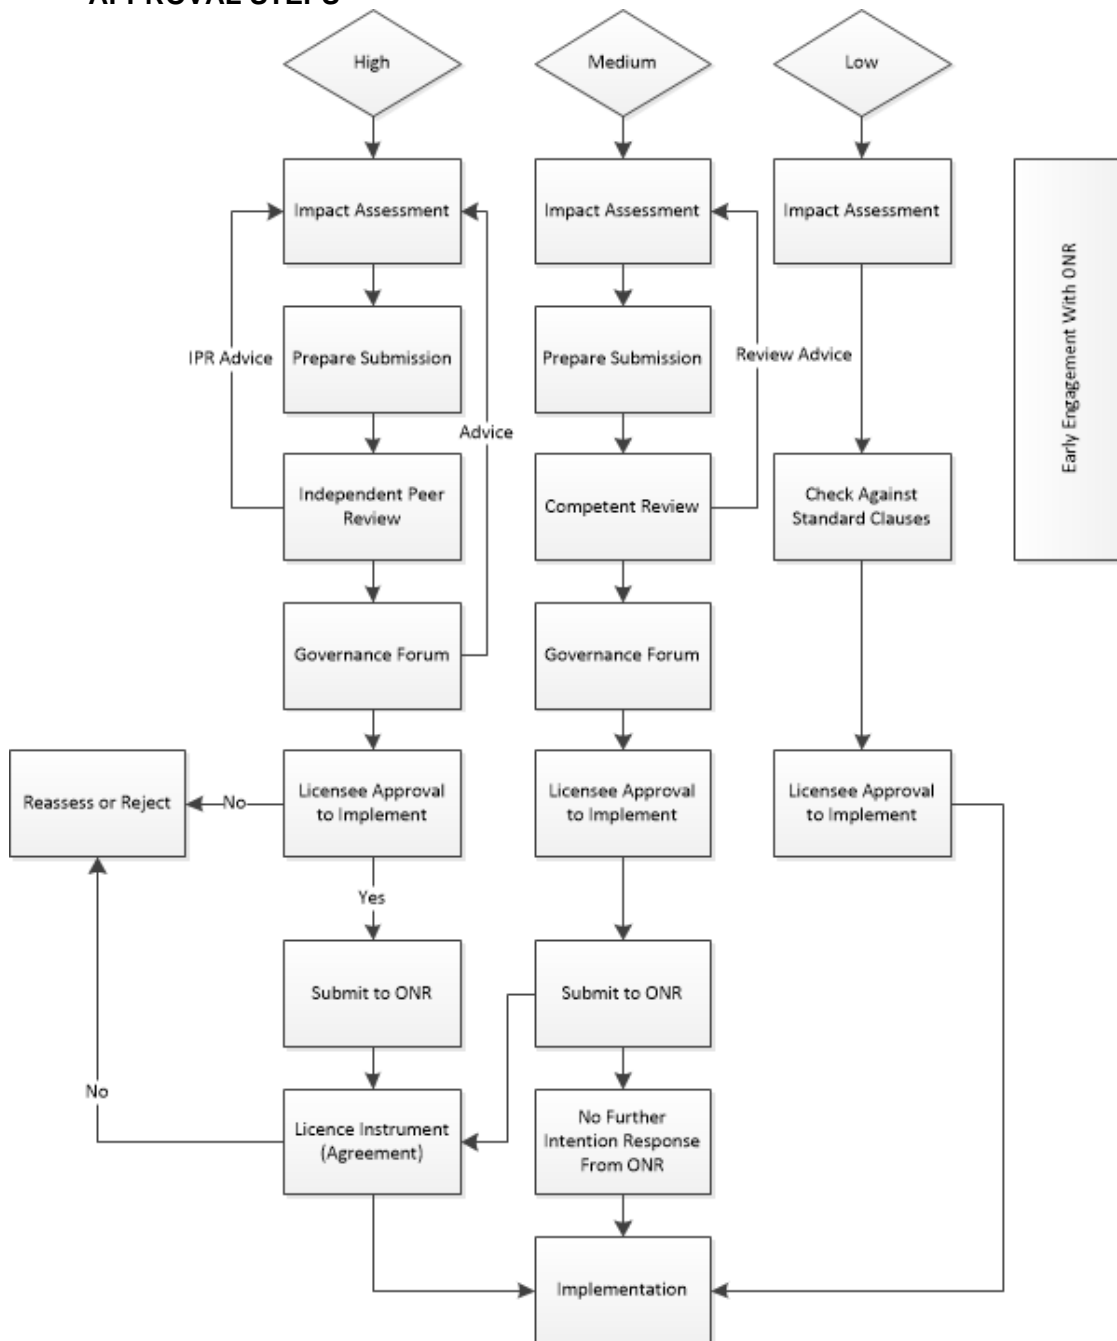 APPROVAL STEPS
High
Medium
Low
Impact Assessment
Impact Assessment
Impact Assessment
Early Engagement With ONR
IPR Advice
Prepare Submission
Prepare Submission
Review Advice
Advice
Independent Peer
Review
Competent Review
Check Against
Standard Clauses
Governance Forum
Governance Forum
Reassess or Reject
No
Licensee Approval
to Implement
Licensee Approval
to Implement
Licensee Approval
to Implement
Yes
Submit to ONR
Submit to ONR
No
Licence Instrument
(Agreement)
No Further
Intention Response
From ONR
Implementation